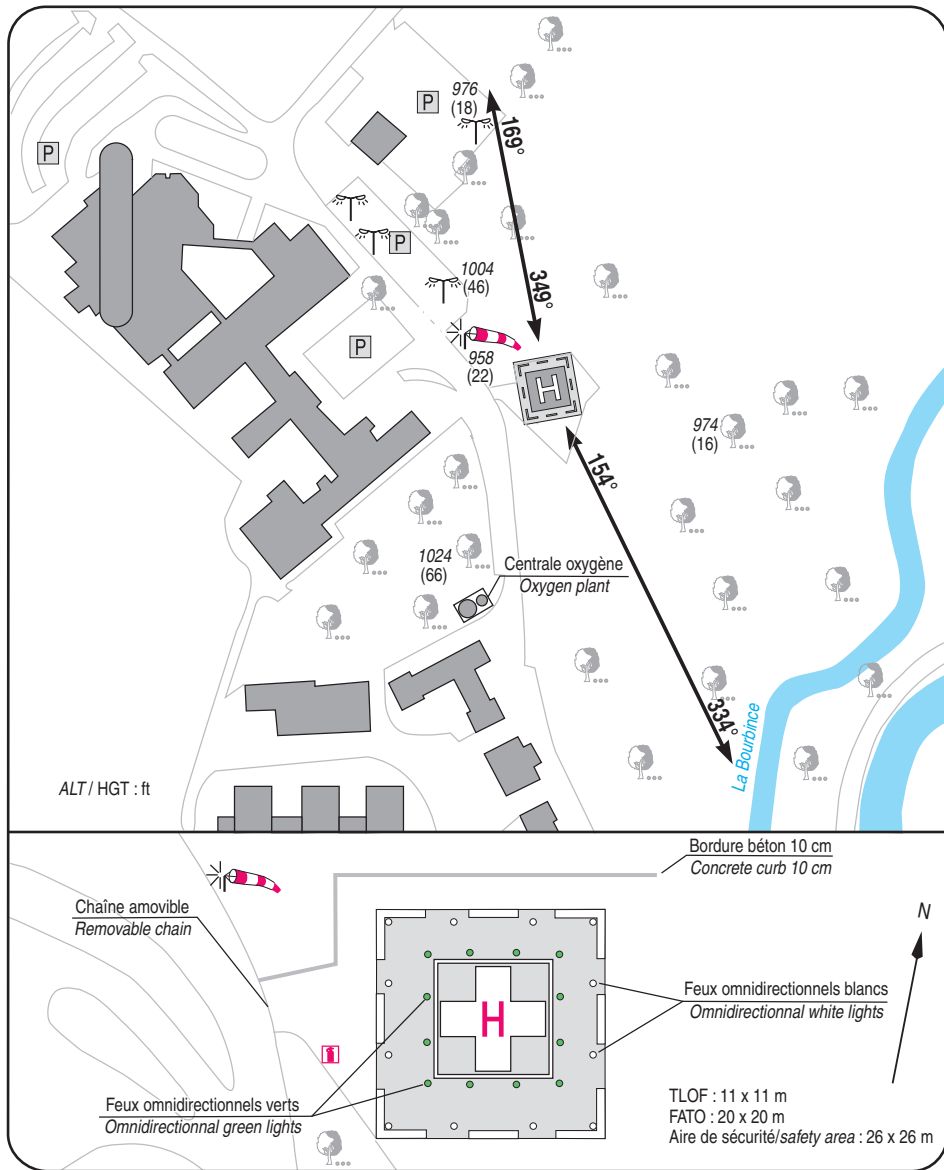 976
(18)
P
169°
P
P
1004
(46)
349°
958
(22)
P
H
974
(16)
154°
1024
(66)
Centrale oxygène
Oxygen plant
334°
La Bourbince
ALT / HGT : ft
Bordure béton 10 cm
Concrete curb 10 cm
Chaîne amovible
Removable chain
N
H
Feux omnidirectionnels blancs
Omnidirectionnal white lights
Feux omnidirectionnels verts
Omnidirectionnal green lights
TLOF : 11 x 11 m
FATO : 20 x 20 m
Aire de sécurité/safety area : 26 x 26 m